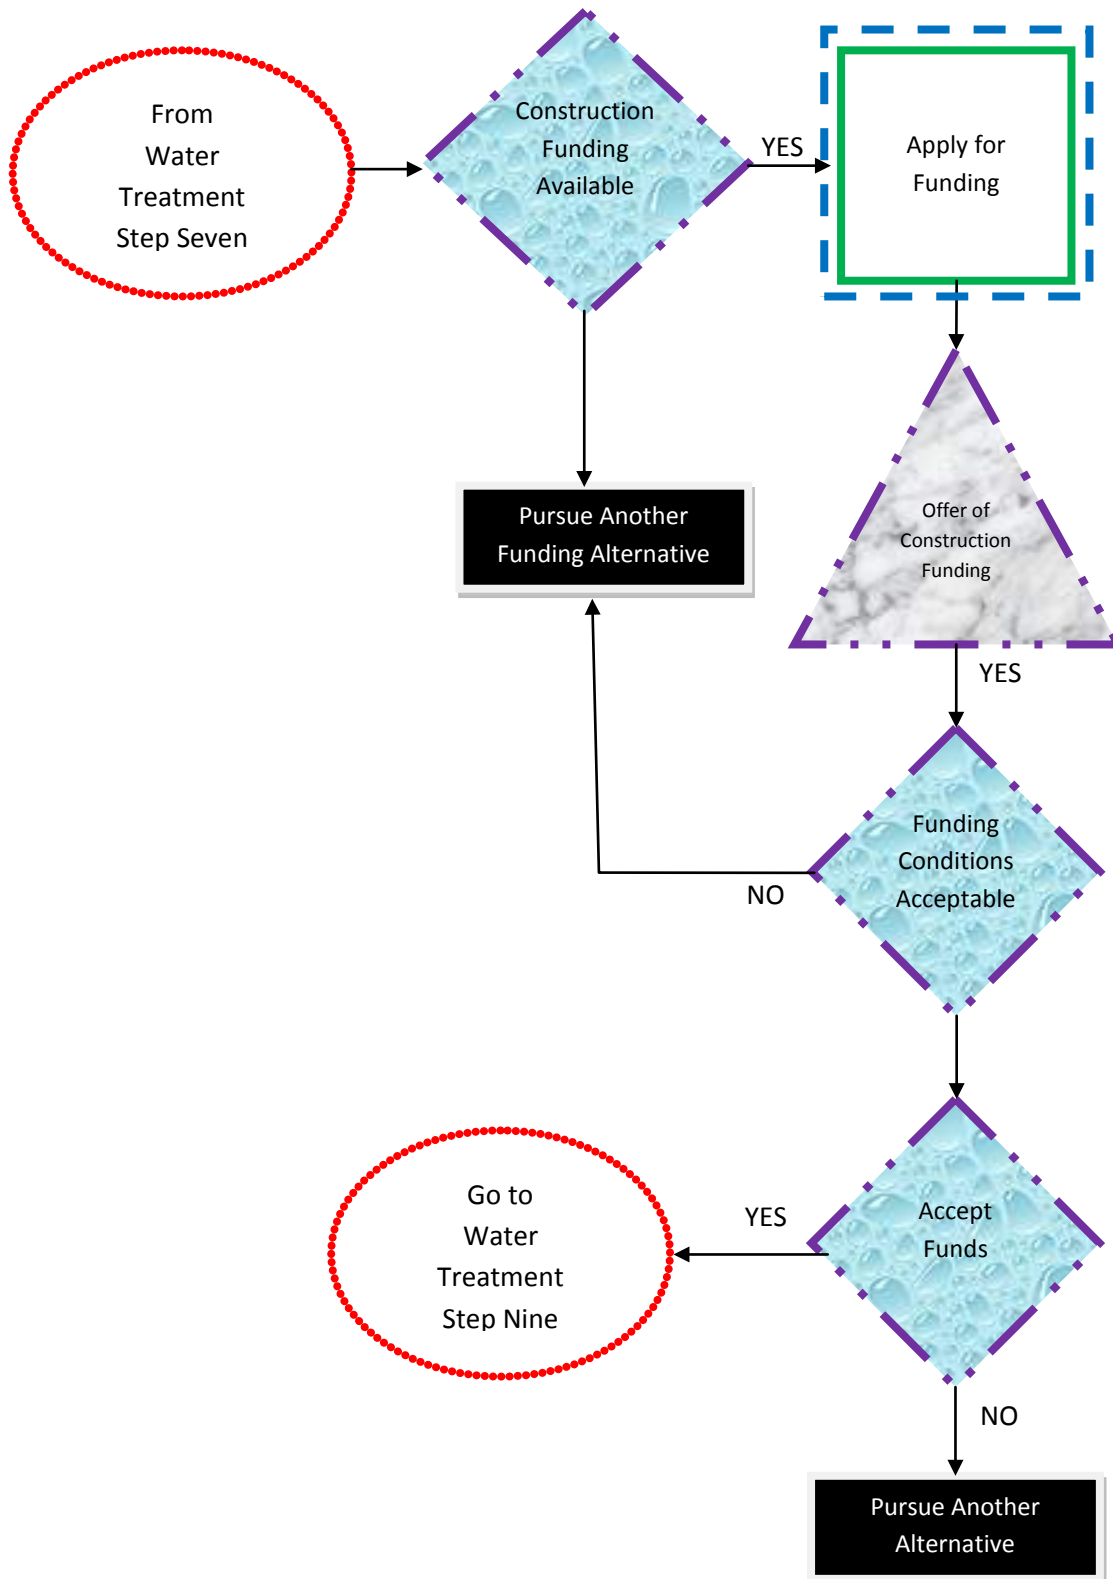 From
Water
Treatment
Step Seven
Construction
Funding
Available
YES
Apply for
Funding
Pursue Another
Funding Alternative
Offer of
Construction
Funding
YES
Funding
Conditions
Acceptable
NO
Accept
Funds
YES
Go to
Water
Treatment
Step Nine
NO
Pursue Another
Alternative